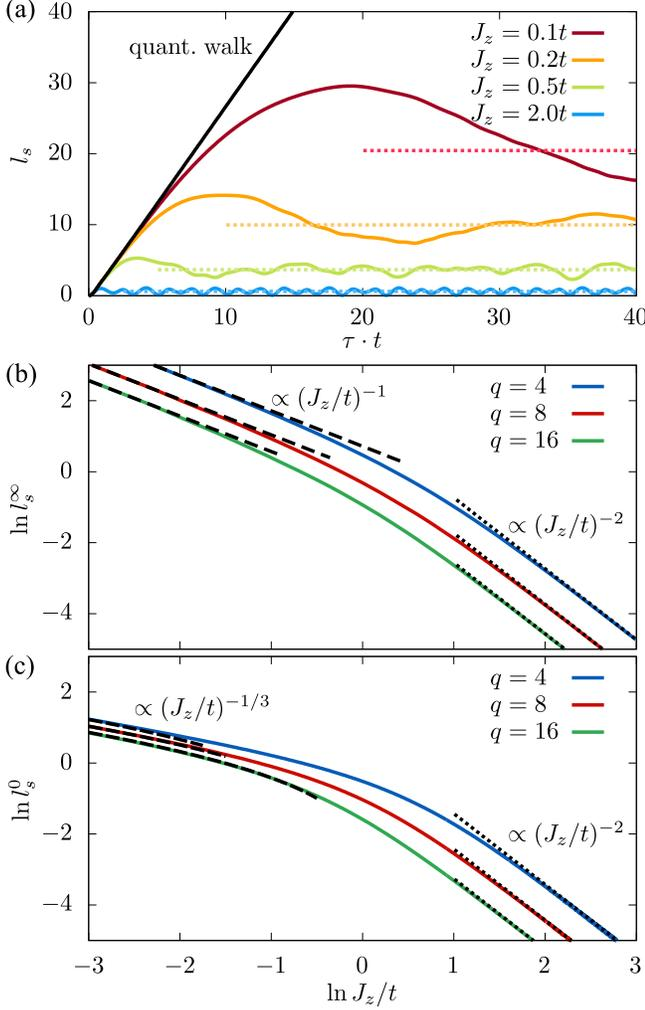 (a)
40
30
20
10
0
l_s
quant. walk
J_z = 0.1t
J_z = 0.2t
J_z = 0.5t
J_z = 2.0t
0 10 20 30 40
τ · t
(b)
2
0
−2
−4
ln l_s^∞
∝ (J_z/t)^{−1}
q = 4
q = 8
q = 16
∝ (J_z/t)^{−2}
(c)
2
0
−2
−4
ln l_s^0
∝ (J_z/t)^{−1/3}
q = 4
q = 8
q = 16
∝ (J_z/t)^{−2}
−3 −2 −1 0 1 2 3
ln J_z/t